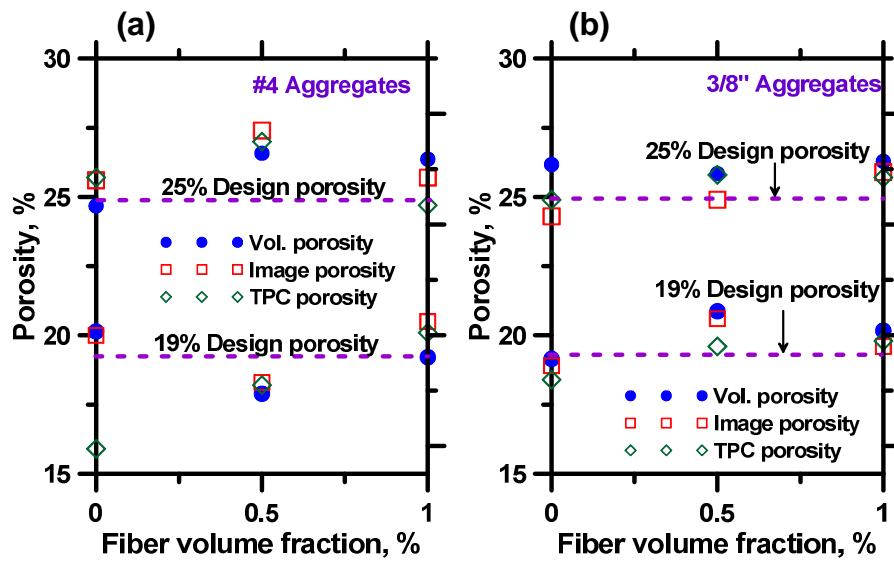 (a)
#4 Aggregates
30
25
20
15
Porosity, %
25% Design porosity
Vol. porosity
Image porosity
TPC porosity
19% Design porosity
0
0.5
1
Fiber volume fraction, %
(b)
3/8" Aggregates
30
25
20
15
Porosity, %
25% Design porosity
19% Design porosity
Vol. porosity
Image porosity
TPC porosity
0
0.5
1
Fiber volume fraction, %